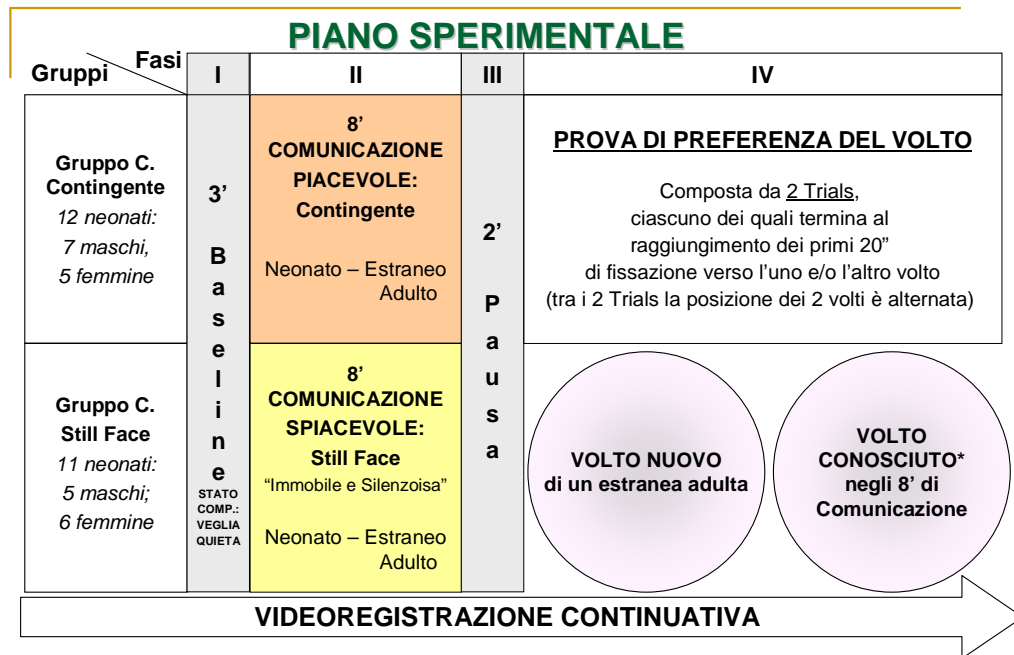 PIANO SPERIMENTALE
Fasi
Gruppi
I
II
III
IV
Gruppo C.
Contingente
12 neonati:
7 maschi,
5 femmine
3’
B
a
s
e
l
i
n
e
STATO
COMP.:
VEGLIA
QUIETA
8’
COMUNICAZIONE
PIACEVOLE:
Contingente
Neonato – Estraneo
Adulto
2’
P
a
u
s
a
PROVA DI PREFERENZA DEL VOLTO
Composta da 2 Trials,
ciascuno dei quali termina al
raggiungimento dei primi 20”
di fissazione verso l’uno e/o l’altro volto
(tra i 2 Trials la posizione dei 2 volti è alternata)
Gruppo C.
Still Face
11 neonati:
5 maschi;
6 femmine
8’
COMUNICAZIONE
SPIACEVOLE:
Still Face
“Immobile e Silenzoisa”
Neonato – Estraneo
Adulto
VOLTO NUOVO
di un estranea adulta
VOLTO
CONOSCIUTO*
negli 8’ di
Comunicazione
VIDEOREGISTRAZIONE CONTINUATIVA